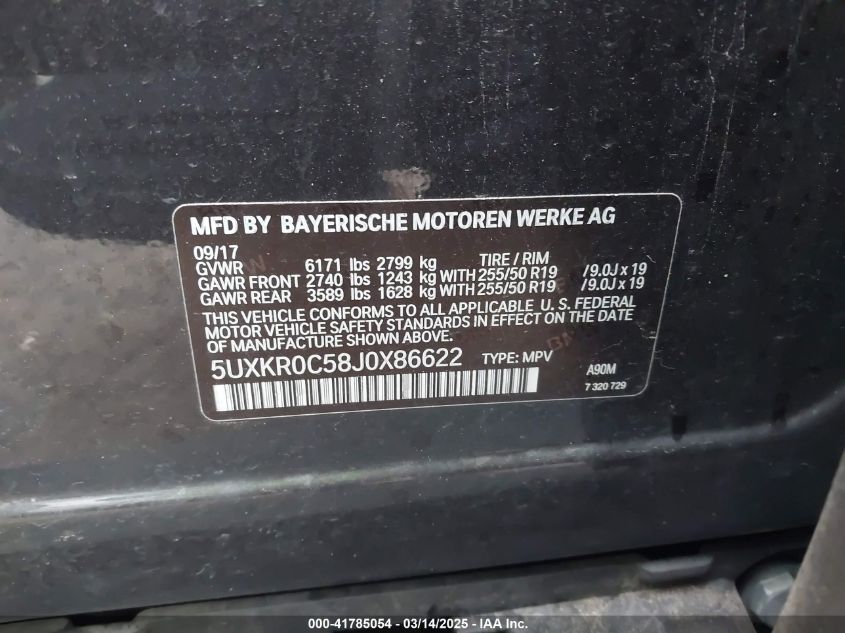 MFD BY BAYERISCHE MOTOREN WERKE AG
09/17 TIRE / RIM
GVWR 6171 lbs 2799 kg
GAWR FRONT 2740 lbs 1243 kg WITH 255/50 R19 /9.0J x 19
GAWR REAR 3589 lbs 1628 kg WITH 255/50 R19 /9.0J x 19
THIS VEHICLE CONFORMS TO ALL APPLICABLE U. S. FEDERAL
MOTOR VEHICLE SAFETY STANDARDS IN EFFECT ON THE DATE
OF MANUFACTURE SHOWN ABOVE.
5UXKR0C58J0X86622 TYPE: MPV A90M
7 320 729
000-41785054 - 03/14/2025 - © IAA Inc.